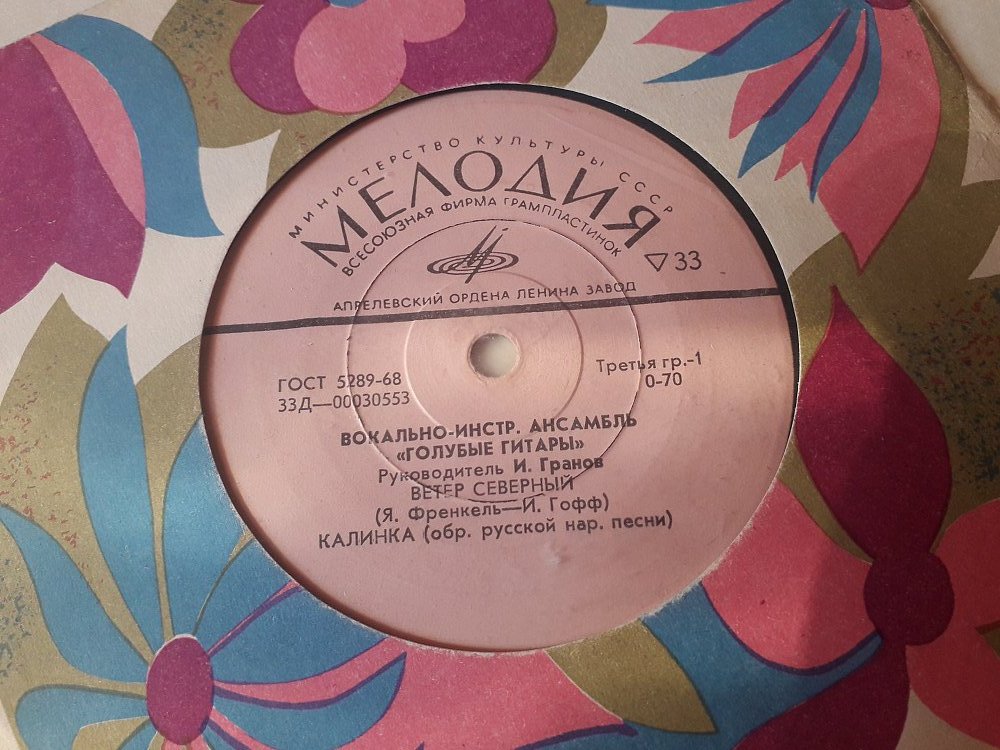 МИНИСТЕРСТВО КУЛЬТУРЫ СССР
МЕЛОДИЯ
ВСЕСОЮЗНАЯ ФИРМА ГРАМПЛАСТИНОК
33
АПРЕЛЕВСКИЙ ОРДЕНА ЛЕНИНА ЗАВОД
ГОСТ 5289-68
33Д—00030553
Третья гр.-1
0-70
ВОКАЛЬНО-ИНСТР. АНСАМБЛЬ
«ГОЛУБЫЕ ГИТАРЫ»
Руководитель И. Гранов
ВЕТЕР СЕВЕРНЫЙ
(Я. Френкель—И. Гофф)
КАЛИНКА (обр. русской нар. песни)